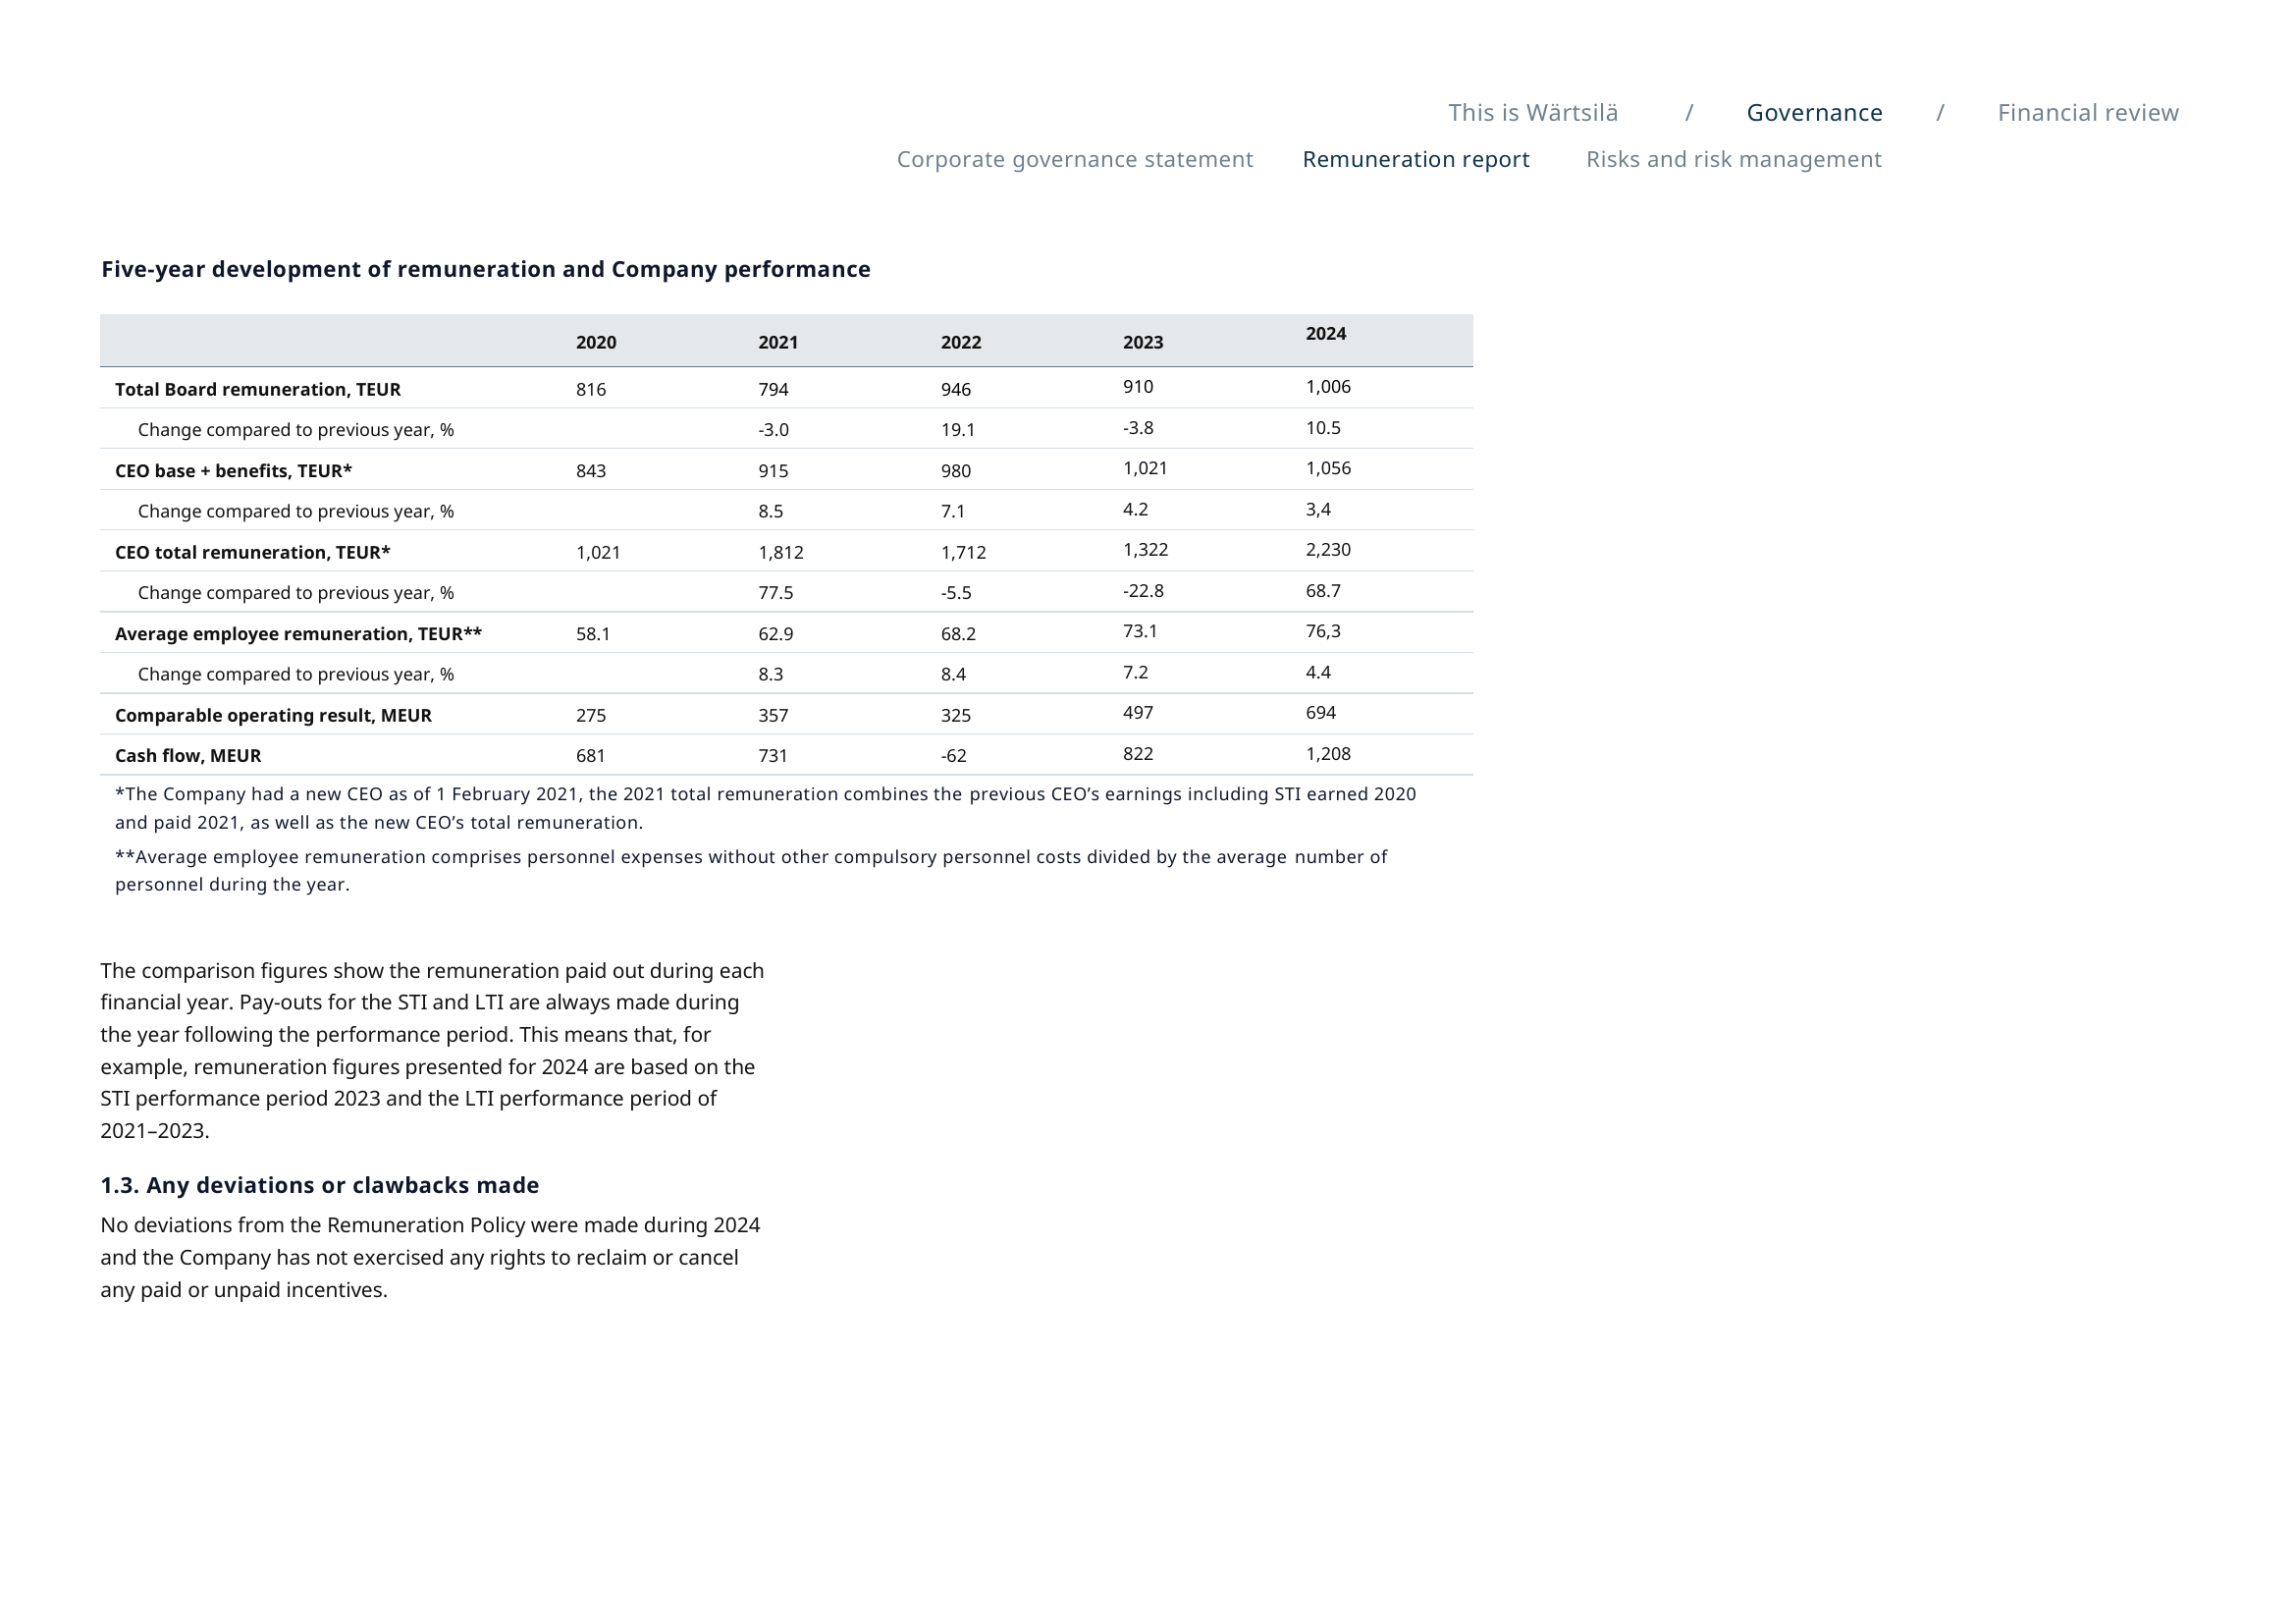 This is Wärtsilä / Governance / Financial review
Corporate governance statement Remuneration report Risks and risk management
Five-year development of remuneration and Company performance
2020 2021 2022 2023 2024
Total Board remuneration, TEUR 816 794 946 910 1,006
Change compared to previous year, % -3.0 19.1 -3.8 10.5
CEO base + benefits, TEUR* 843 915 980 1,021 1,056
Change compared to previous year, % 8.5 7.1 4.2 3,4
CEO total remuneration, TEUR* 1,021 1,812 1,712 1,322 2,230
Change compared to previous year, % 77.5 -5.5 -22.8 68.7
Average employee remuneration, TEUR** 58.1 62.9 68.2 73.1 76,3
Change compared to previous year, % 8.3 8.4 7.2 4.4
Comparable operating result, MEUR 275 357 325 497 694
Cash flow, MEUR 681 731 -62 822 1,208
*The Company had a new CEO as of 1 February 2021, the 2021 total remuneration combines the previous CEO’s earnings including STI earned 2020
and paid 2021, as well as the new CEO’s total remuneration.
**Average employee remuneration comprises personnel expenses without other compulsory personnel costs divided by the average number of
personnel during the year.
The comparison figures show the remuneration paid out during each
financial year. Pay-outs for the STI and LTI are always made during
the year following the performance period. This means that, for
example, remuneration figures presented for 2024 are based on the
STI performance period 2023 and the LTI performance period of
2021–2023.
1.3. Any deviations or clawbacks made
No deviations from the Remuneration Policy were made during 2024
and the Company has not exercised any rights to reclaim or cancel
any paid or unpaid incentives.